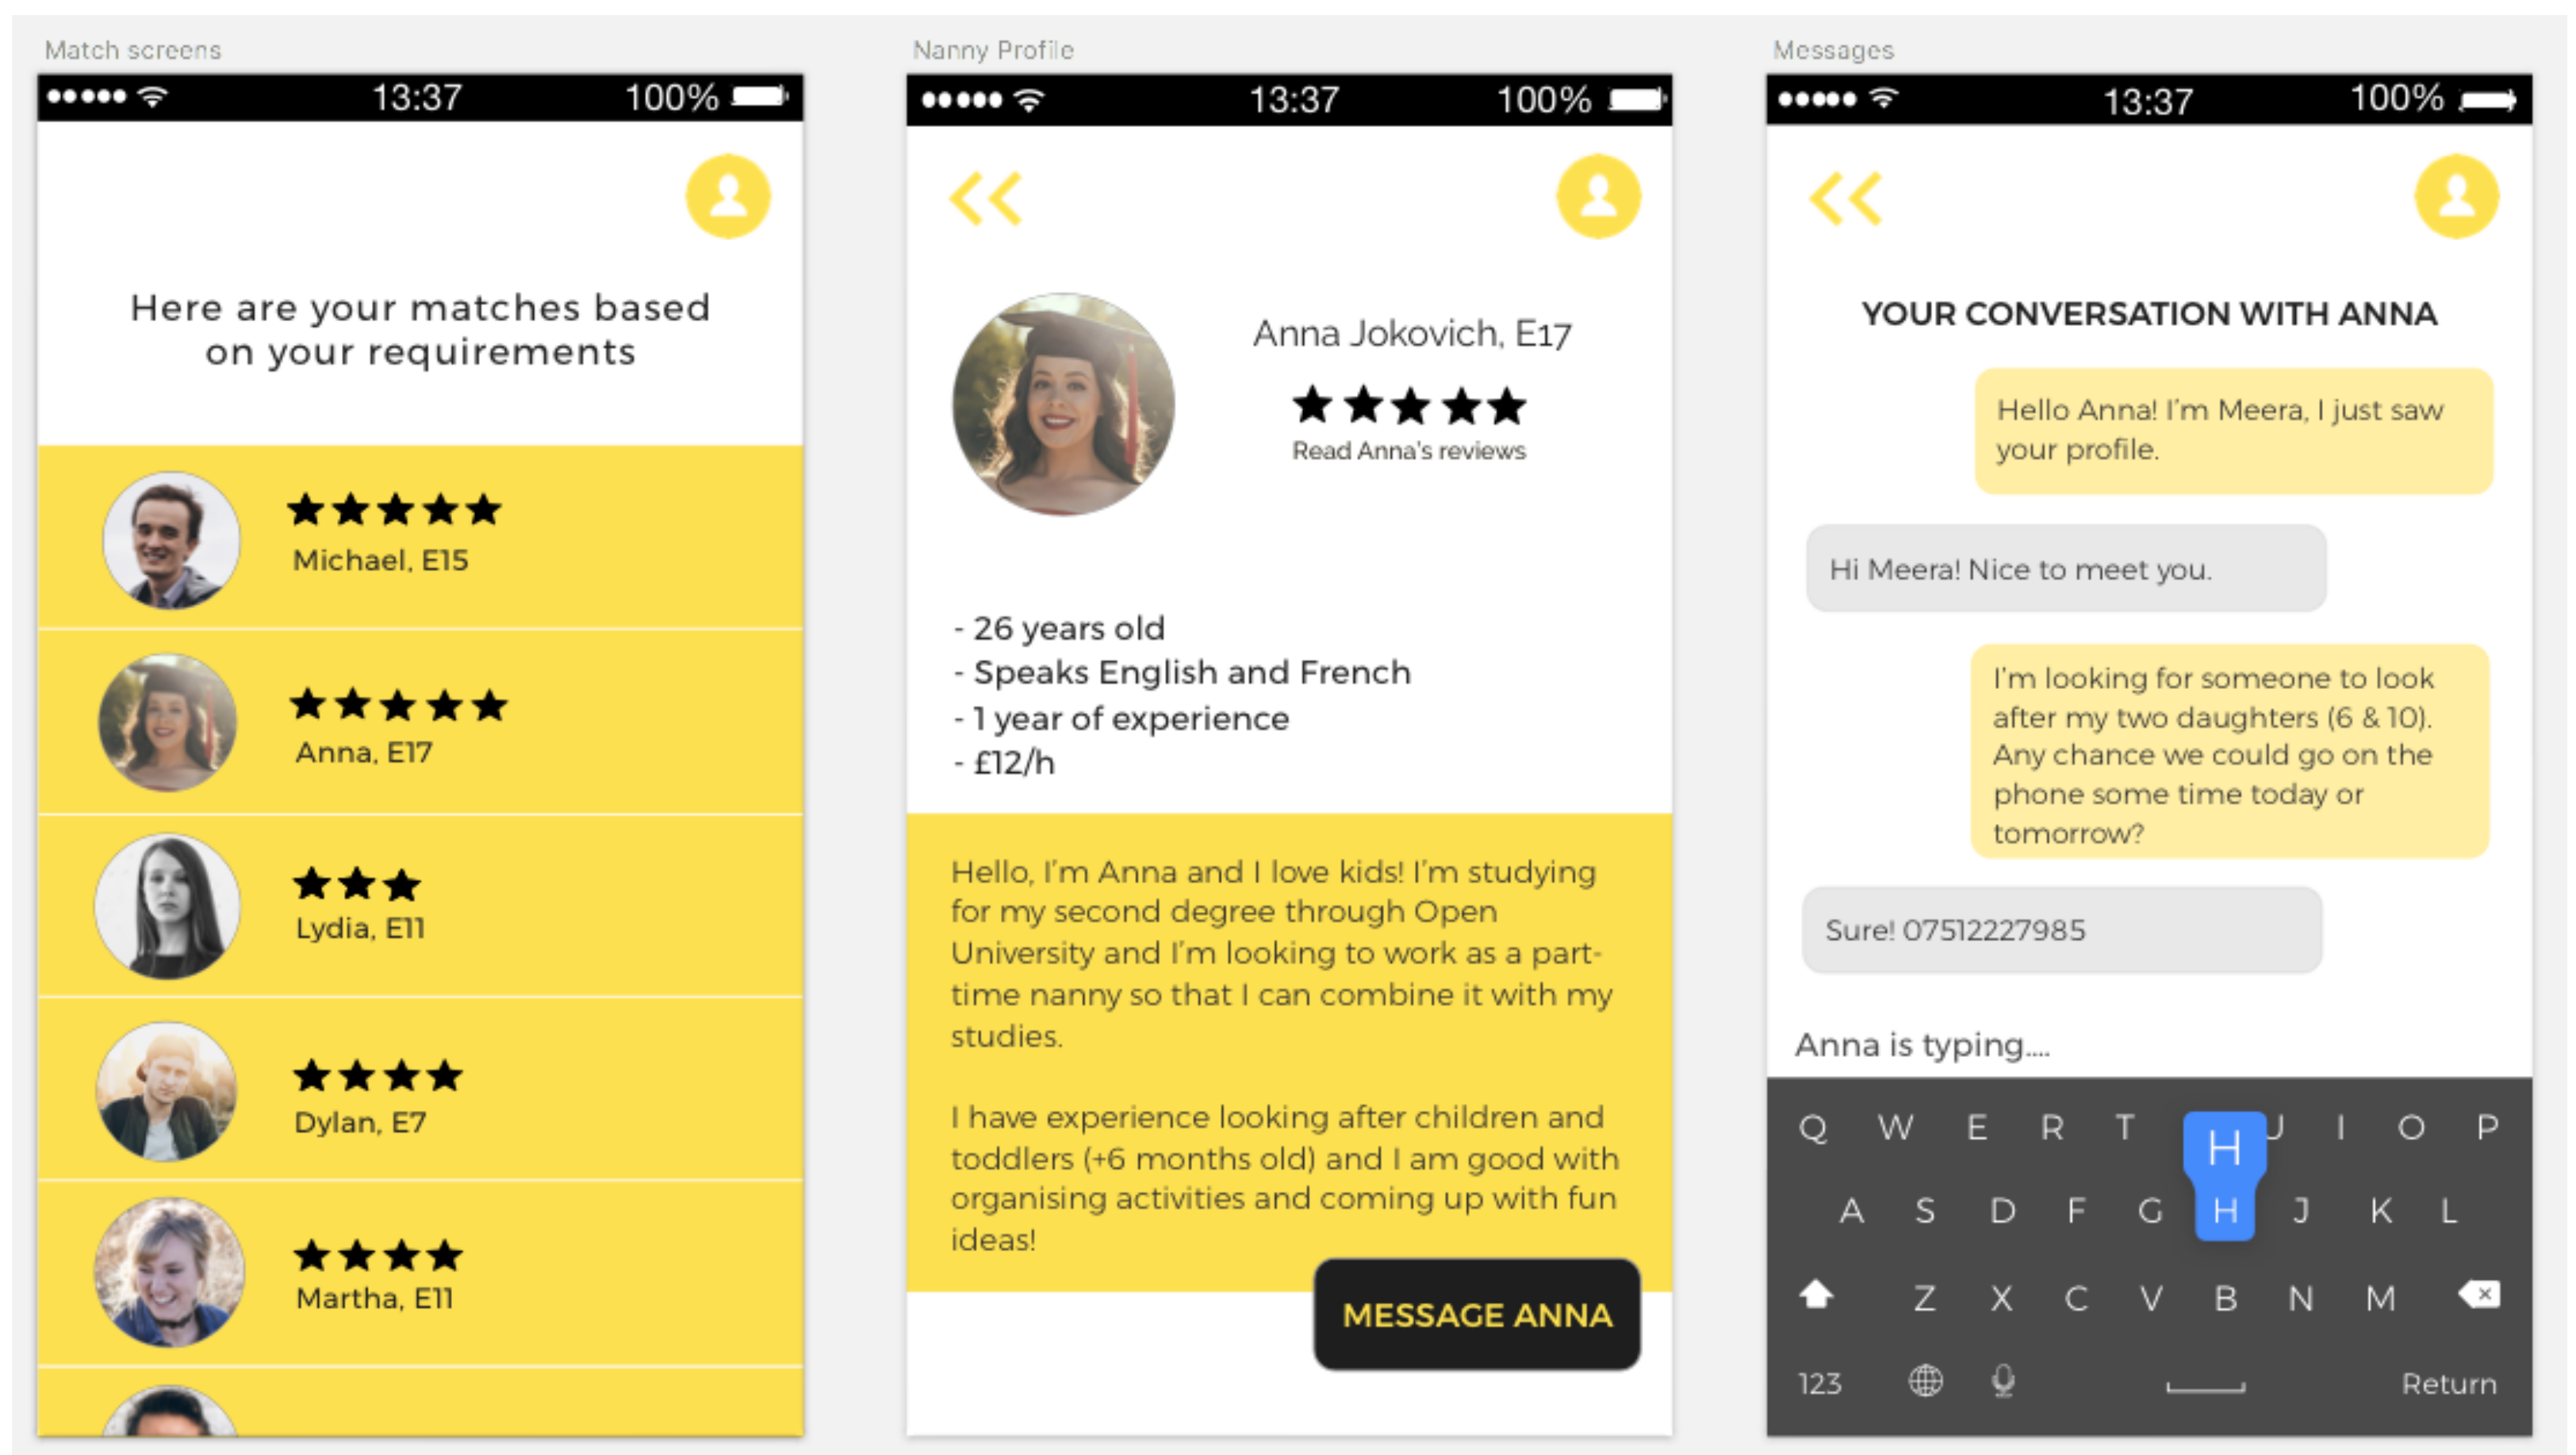 Match screens
13:37
100%
Here are your matches based
on your requirements
Michael, E15
Anna, E17
Lydia, E11
Dylan, E7
Martha, E11
Nanny Profile
13:37
100%
Anna Jokovich, E17
Read Anna's reviews
- 26 years old
- Speaks English and French
- 1 year of experience
- £12/h
Hello, I'm Anna and I love kids! I'm studying
for my second degree through Open
University and I'm looking to work as a part-
time nanny so that I can combine it with my
studies.
I have experience looking after children and
toddlers (+6 months old) and I am good with
organising activities and coming up with fun
ideas!
MESSAGE ANNA
Messages
13:37
100%
YOUR CONVERSATION WITH ANNA
Hello Anna! I'm Meera, I just saw
your profile.
Hi Meera! Nice to meet you.
I'm looking for someone to look
after my two daughters (6 & 10).
Any chance we could go on the
phone some time today or
tomorrow?
Sure! 07512227985
Anna is typing....
Q W E R T U I O P
H
A S D F G H J K L
Z X C V B N M
123 Return